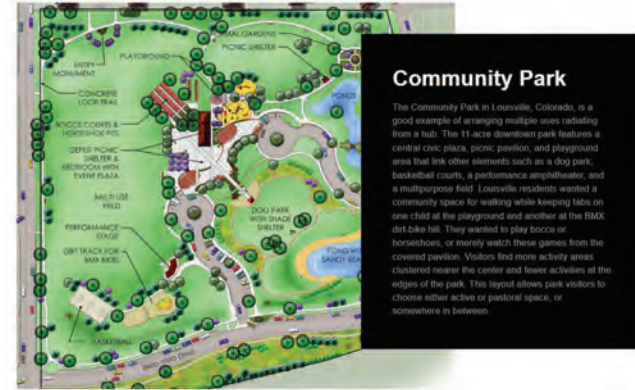 ENTRY
MONUMENT
CONCRETE
LOOP TRAIL
PLAYGROUND
GARDENS
PICNIC SHELTER
PONDS
BOCCE COURTS &
HORSESHOE PITS
DEPOT PICNIC
SHELTER &
RESTROOM WITH
EVENT PLAZA
MULTI USE
FIELD
PERFORMANCE
STAGE
DIRT TRACK FOR
BMX BIKES
BASKETBALL
DOG PARK
WITH SHADE
SHELTER
POND W
SANDY BEA
Bella Vista Drive
Community Park
The Community Park in Lousville, Colorado, is a
good example of arranging multiple uses radiating
from a hub. The 11-acre downtown park features a
central civic plaza, picnic pavilion, and playground
area that link other elements such as a dog park,
basketball courts, a performance amphitheater, and
a multipurpose field. Louisville residents wanted a
community space for walking while keeping tabs on
one child at the playground and another at the BMX
dirt-bike hill. They wanted to play bocce or
horseshoes, or merely watch these games from the
covered pavilion. Visitors find more activity areas
clustered nearer the center and fewer activities at the
edges of the park. This layout allows park visitors to
choose either active or pastoral space, or
somewhere in between.